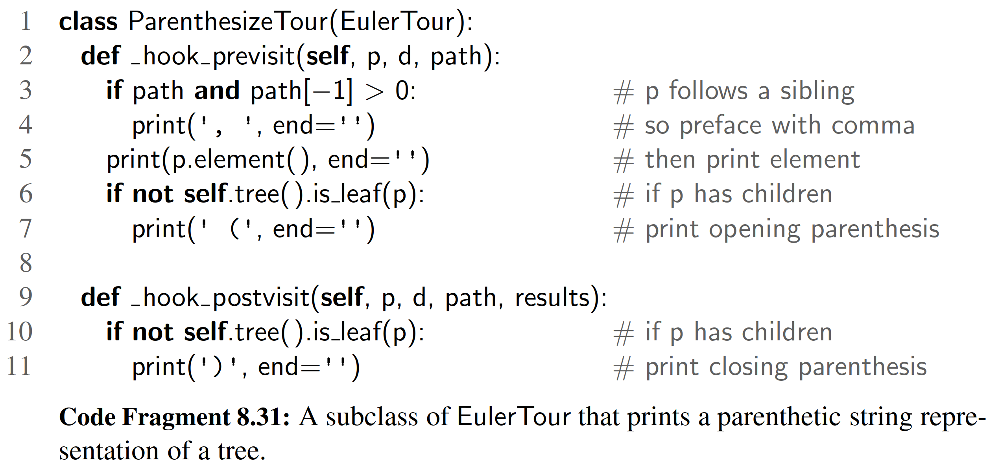 1 class ParenthesizeTour(EulerTour):
2 def _hook_previsit(self, p, d, path):
3 if path and path[−1] > 0: # p follows a sibling
4 print(', ', end='') # so preface with comma
5 print(p.element(), end='') # then print element
6 if not self.tree().is_leaf(p): # if p has children
7 print(' (', end='') # print opening parenthesis
8
9 def _hook_postvisit(self, p, d, path, results):
10 if not self.tree().is_leaf(p): # if p has children
11 print(')', end='') # print closing parenthesis
Code Fragment 8.31: A subclass of EulerTour that prints a parenthetic string repre-
sentation of a tree.